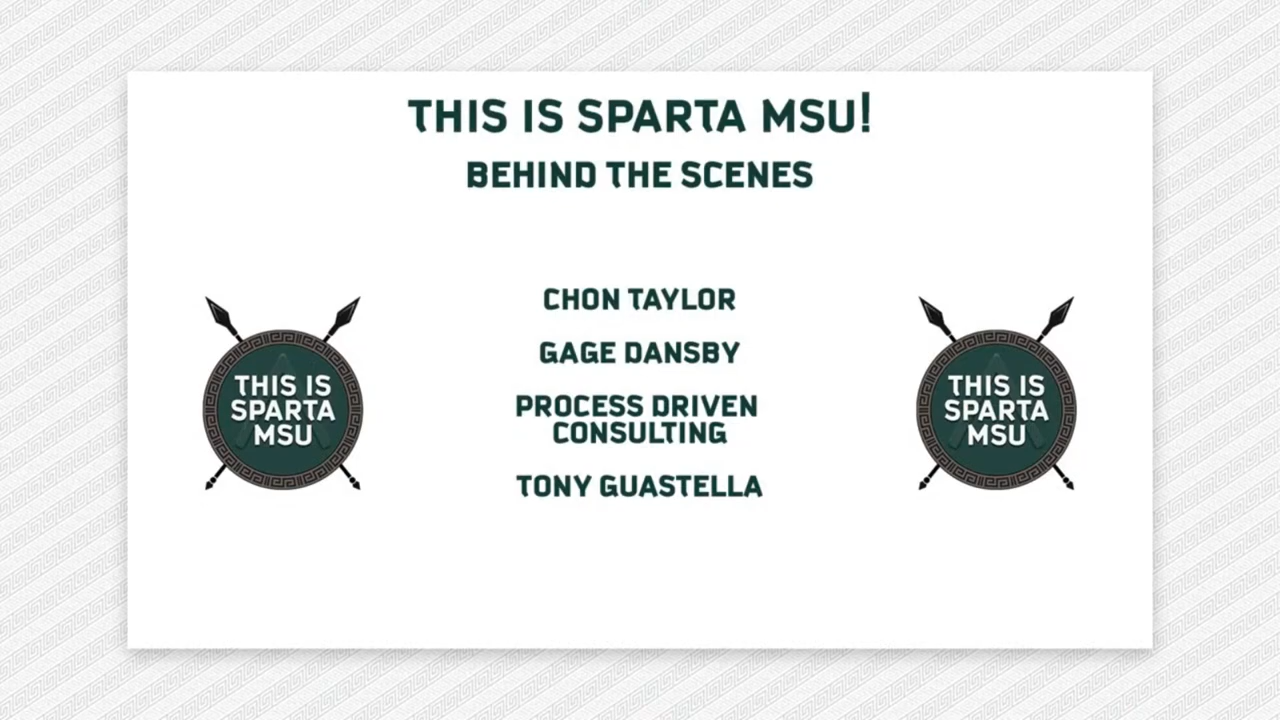 THIS IS SPARTA MSU!
BEHIND THE SCENES
CHON TAYLOR
GAGE DANSBY
PROCESS DRIVEN
CONSULTING
TONY GUASTELLA
THIS IS
SPARTA
MSU
THIS IS
SPARTA
MSU